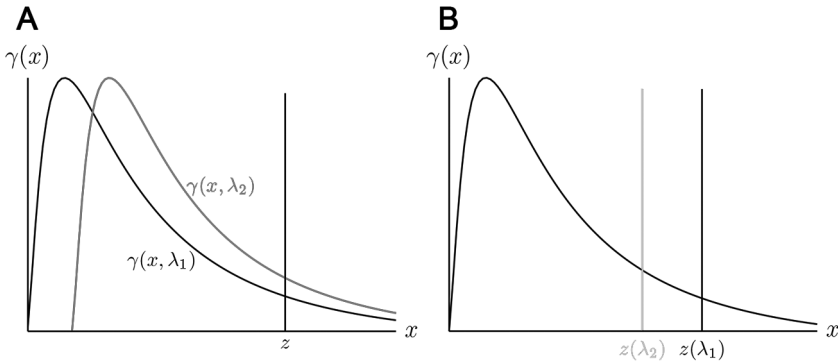 A
γ(x)
γ(x, λ₂)
γ(x, λ₁)
x
z
B
γ(x)
x
z(λ₂) z(λ₁)